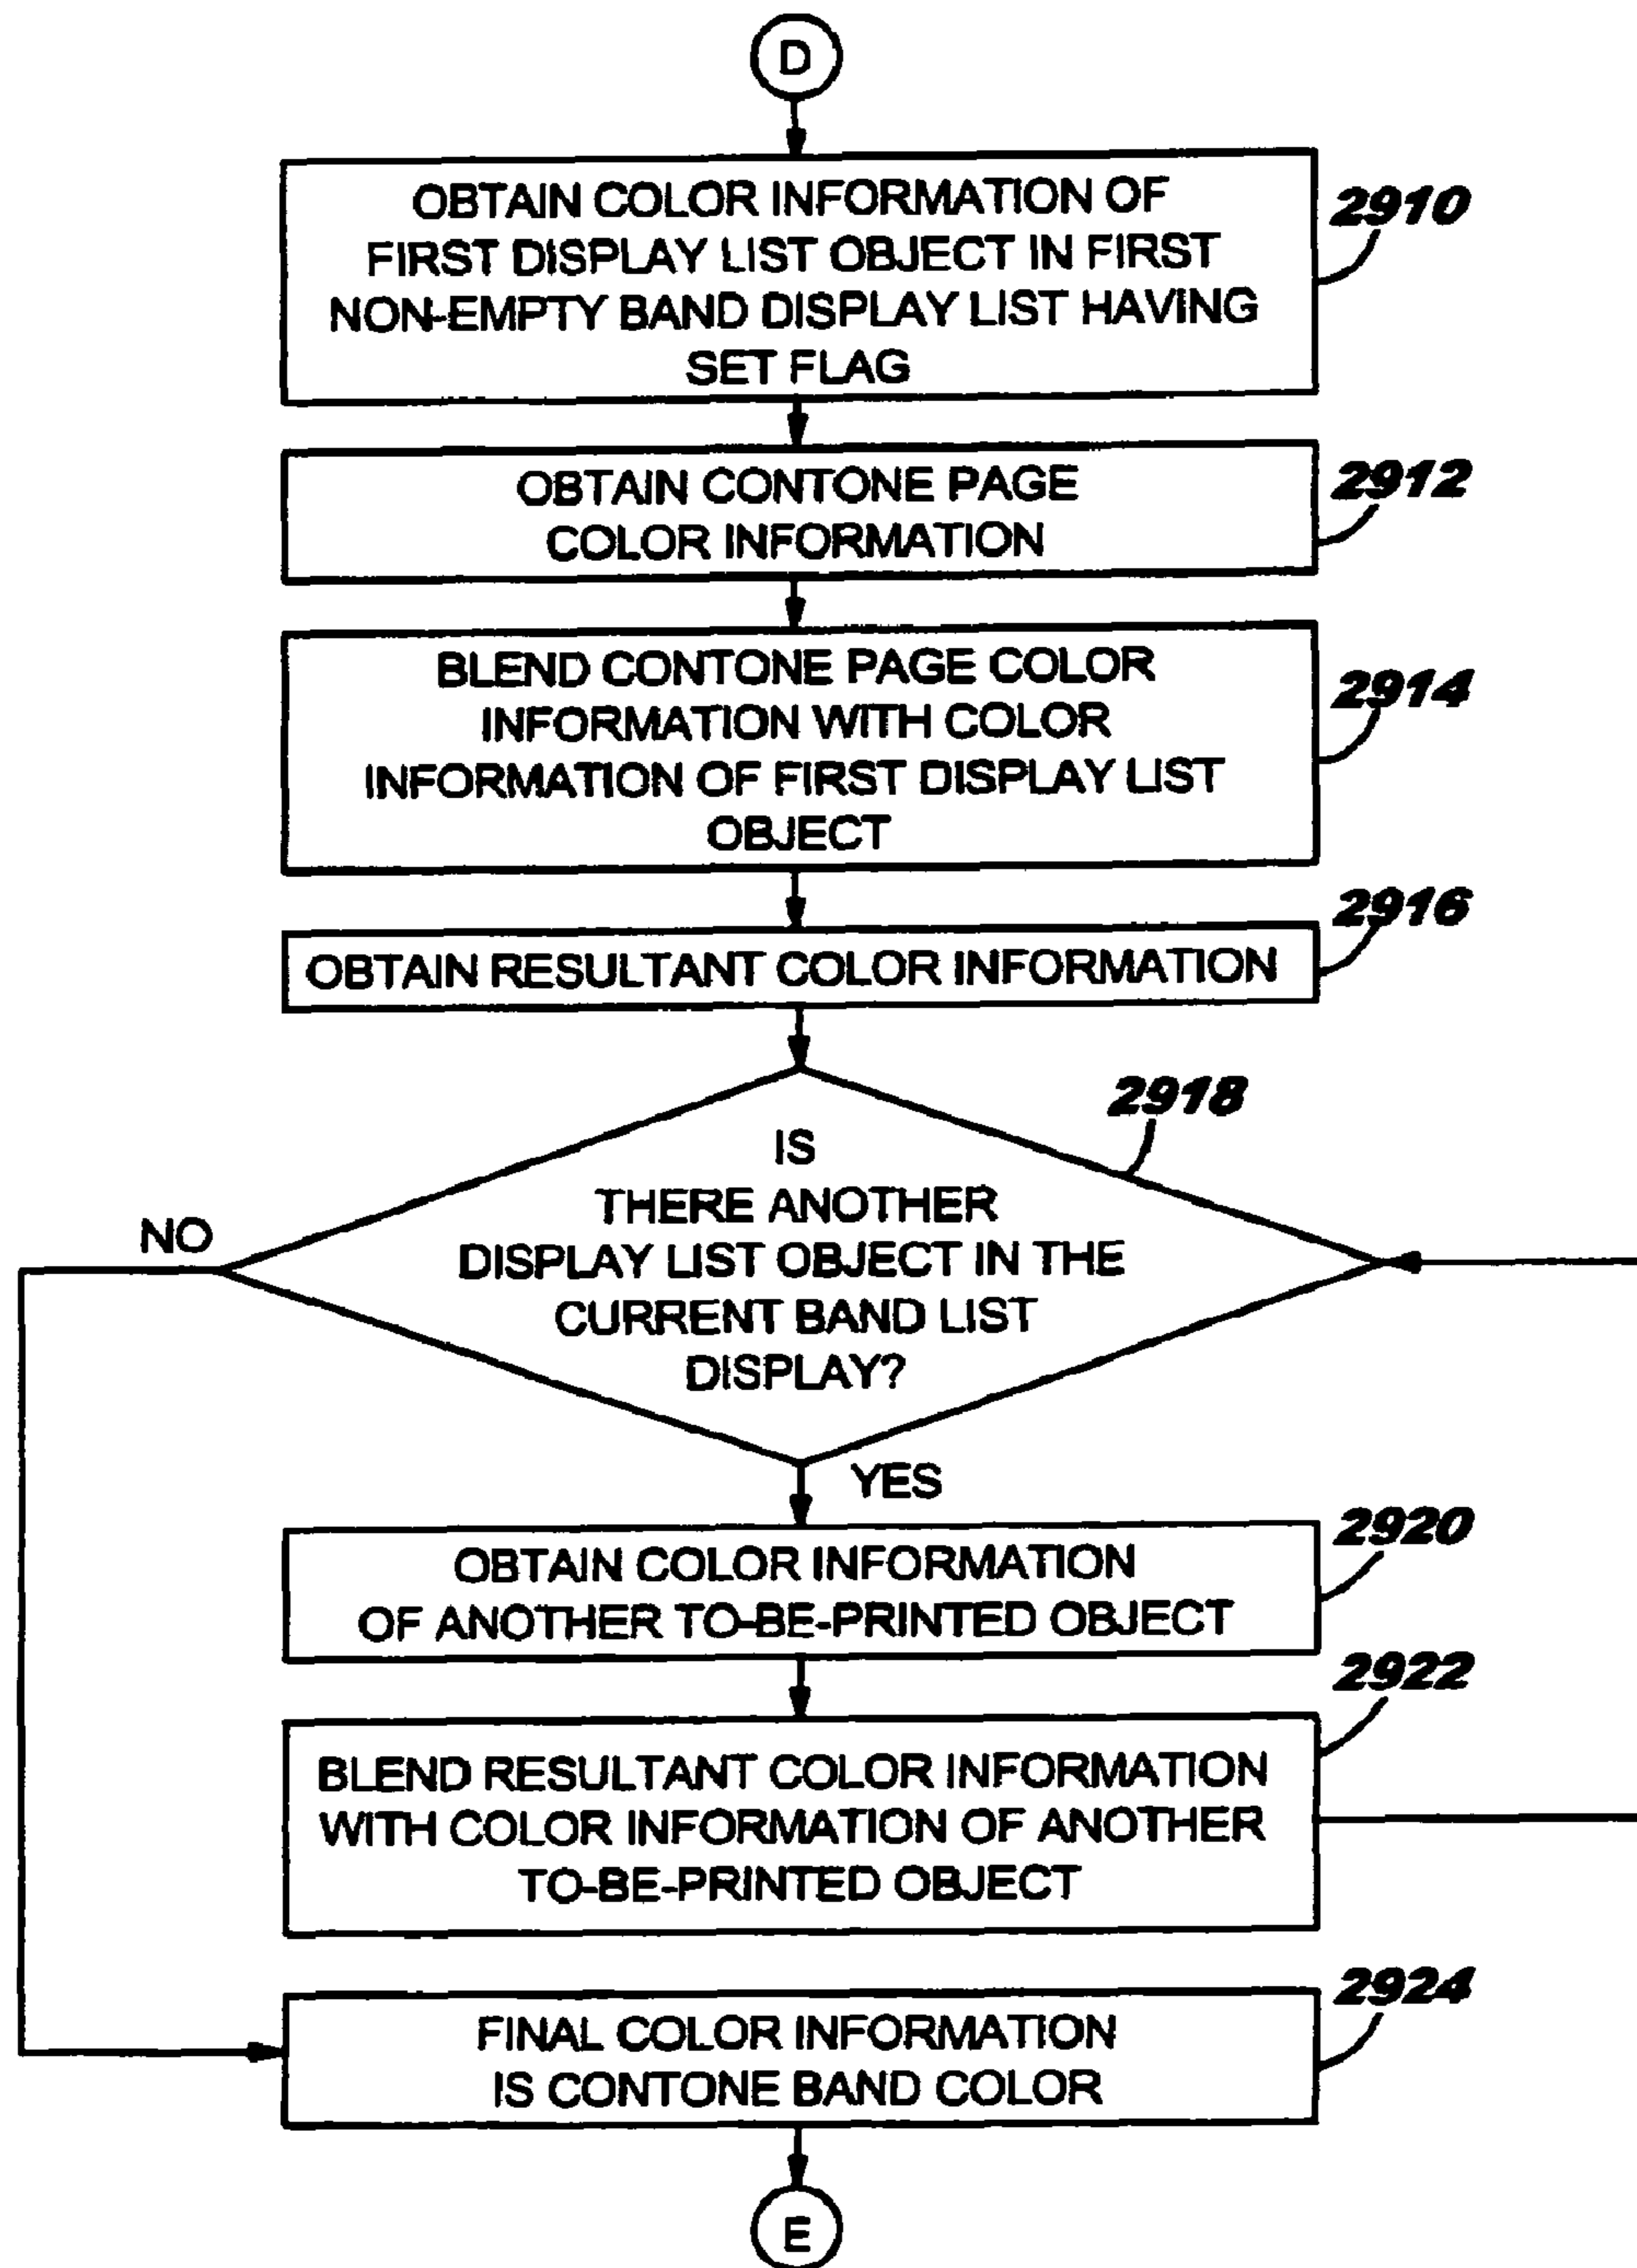 D
OBTAIN COLOR INFORMATION OF
FIRST DISPLAY LIST OBJECT IN FIRST
NON-EMPTY BAND DISPLAY LIST HAVING
SET FLAG
2910
OBTAIN CONTONE PAGE
COLOR INFORMATION
2912
BLEND CONTONE PAGE COLOR
INFORMATION WITH COLOR
INFORMATION OF FIRST DISPLAY LIST
OBJECT
2914
OBTAIN RESULTANT COLOR INFORMATION
2916
IS
THERE ANOTHER
DISPLAY LIST OBJECT IN THE
CURRENT BAND LIST
DISPLAY?
2918
NO
YES
OBTAIN COLOR INFORMATION
OF ANOTHER TO-BE-PRINTED OBJECT
2920
BLEND RESULTANT COLOR INFORMATION
WITH COLOR INFORMATION OF ANOTHER
TO-BE-PRINTED OBJECT
2922
FINAL COLOR INFORMATION
IS CONTONE BAND COLOR
2924
E